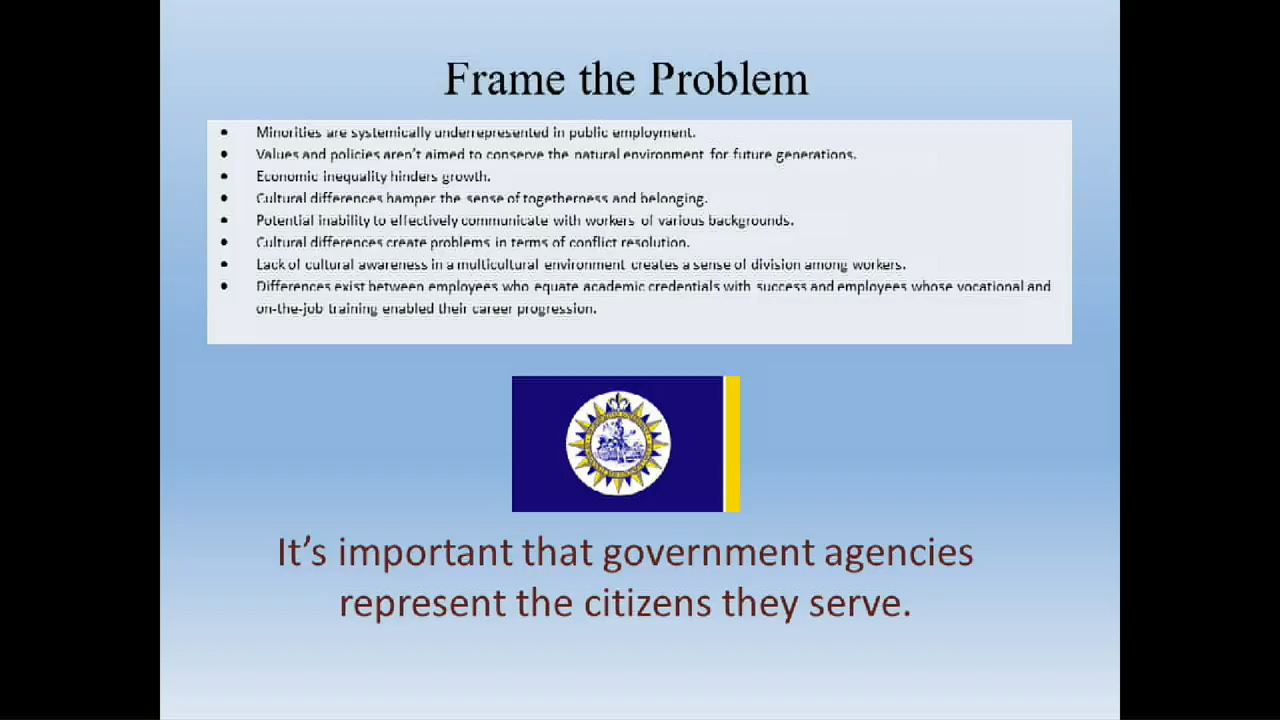 Frame the Problem
• Minorities are systemically underrepresented in public employment.
• Values and policies aren't aimed to conserve the natural environment for future generations.
• Economic inequality hinders growth.
• Cultural differences hamper the sense of togetherness and belonging.
• Potential inability to effectively communicate with workers of various backgrounds.
• Cultural differences create problems in terms of conflict resolution.
• Lack of cultural awareness in a multicultural environment creates a sense of division among workers.
• Differences exist between employees who equate academic credentials with success and employees whose vocational and
on-the-job training enabled their career progression.
It's important that government agencies
represent the citizens they serve.